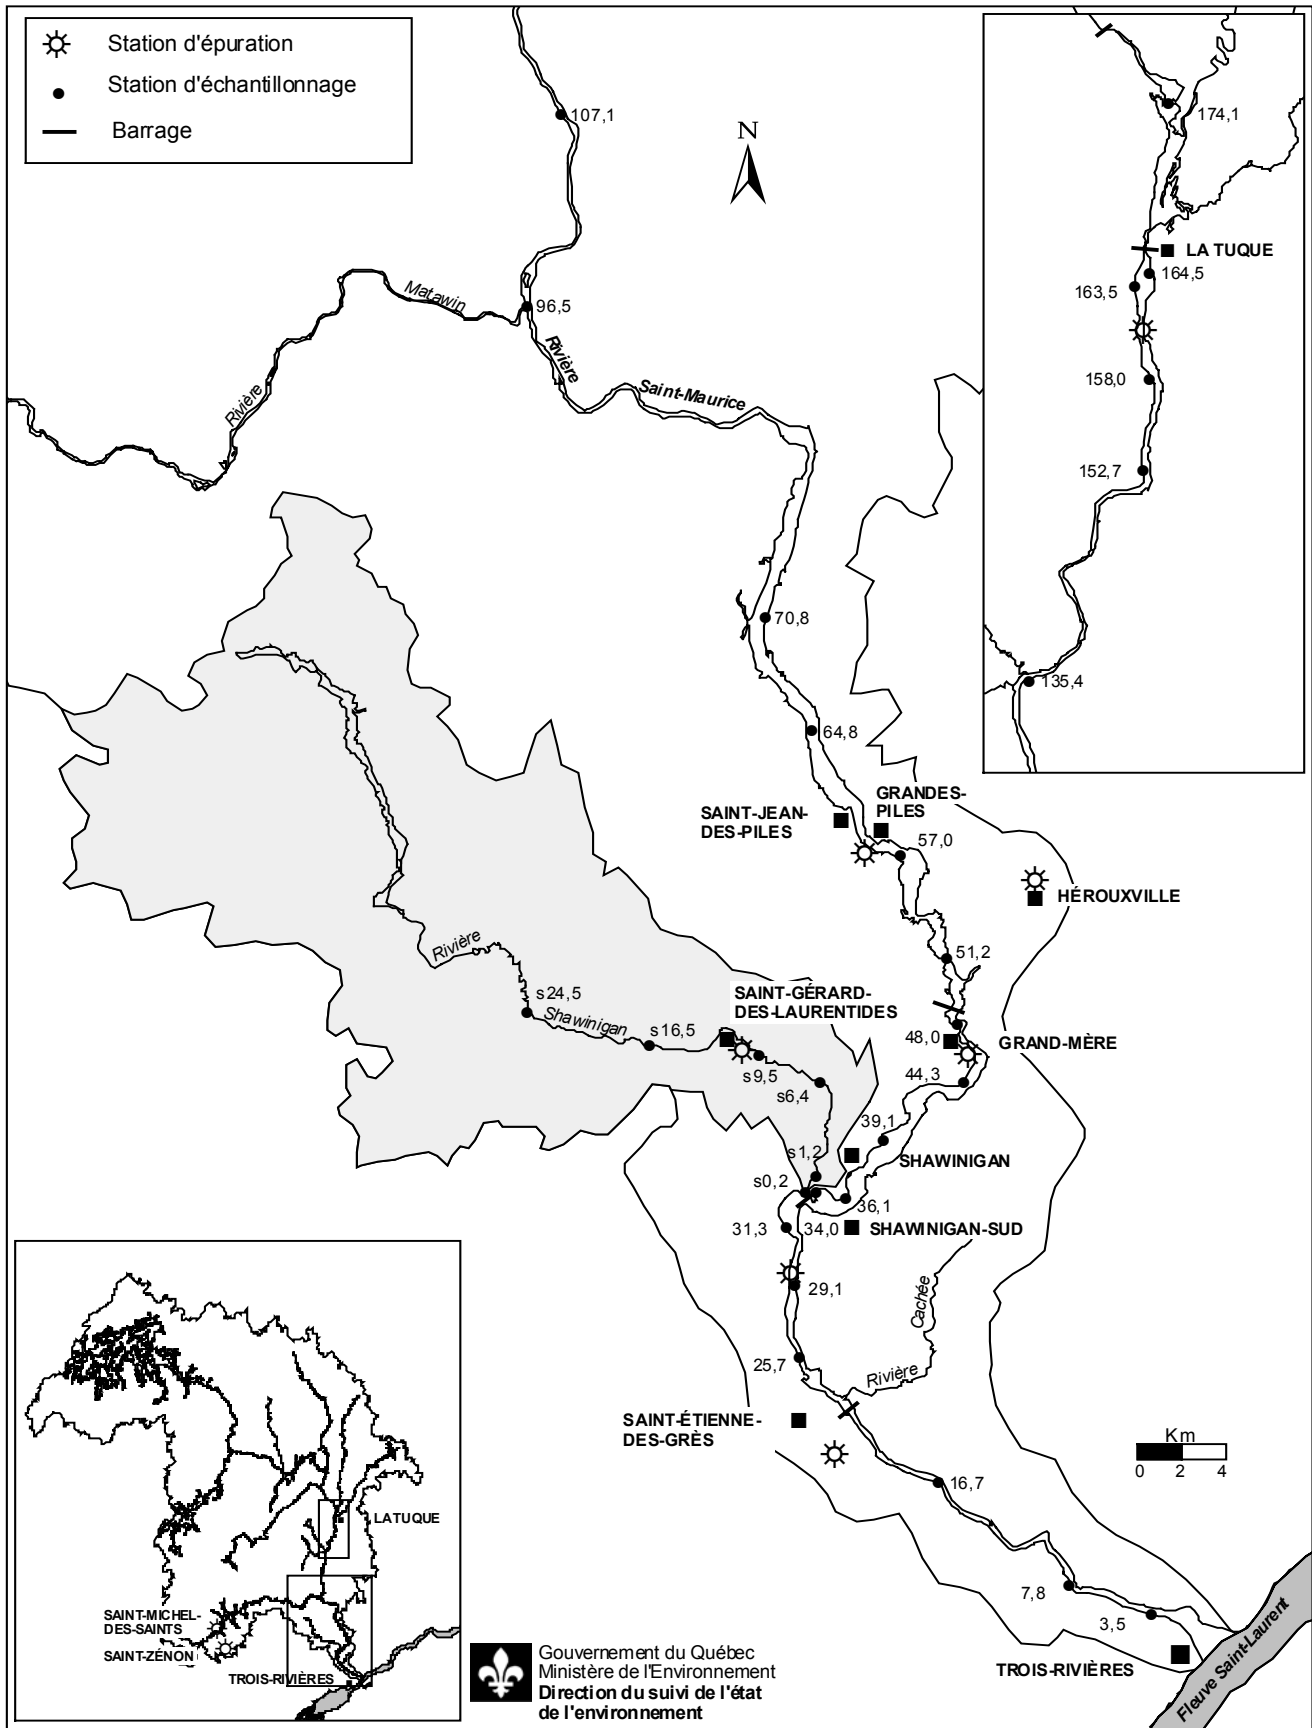 Station d'épuration
Station d'échantillonnage
Barrage
107,1
N
174,1
LA TUQUE
164,5
163,5
158,0
152,7
135,4
Matawin
96,5
Rivière
Saint-Maurice
Rivière
70,8
64,8
GRANDES-
PILES
SAINT-JEAN-
DES-PILES
57,0
HÉROUXVILLE
51,2
Rivière
s24,5
Shawinigan
s16,5
SAINT-GÉRARD-
DES-LAURENTIDES
s9,5
s6,4
48,0
GRAND-MÈRE
44,3
39,1
s1,2
SHAWINIGAN
s0,2
36,1
31,3
34,0
SHAWINIGAN-SUD
29,1
Cachée
25,7
Rivière
SAINT-ÉTIENNE-
DES-GRÈS
Km
0 2 4
16,7
7,8
3,5
TROIS-RIVIÈRES
Fleuve Saint-Laurent
LA TUQUE
SAINT-MICHEL-
DES-SAINTS
SAINT-ZÉNON
TROIS-RIVIÈRES
Gouvernement du Québec
Ministère de l'Environnement
Direction du suivi de l'état
de l'environnement